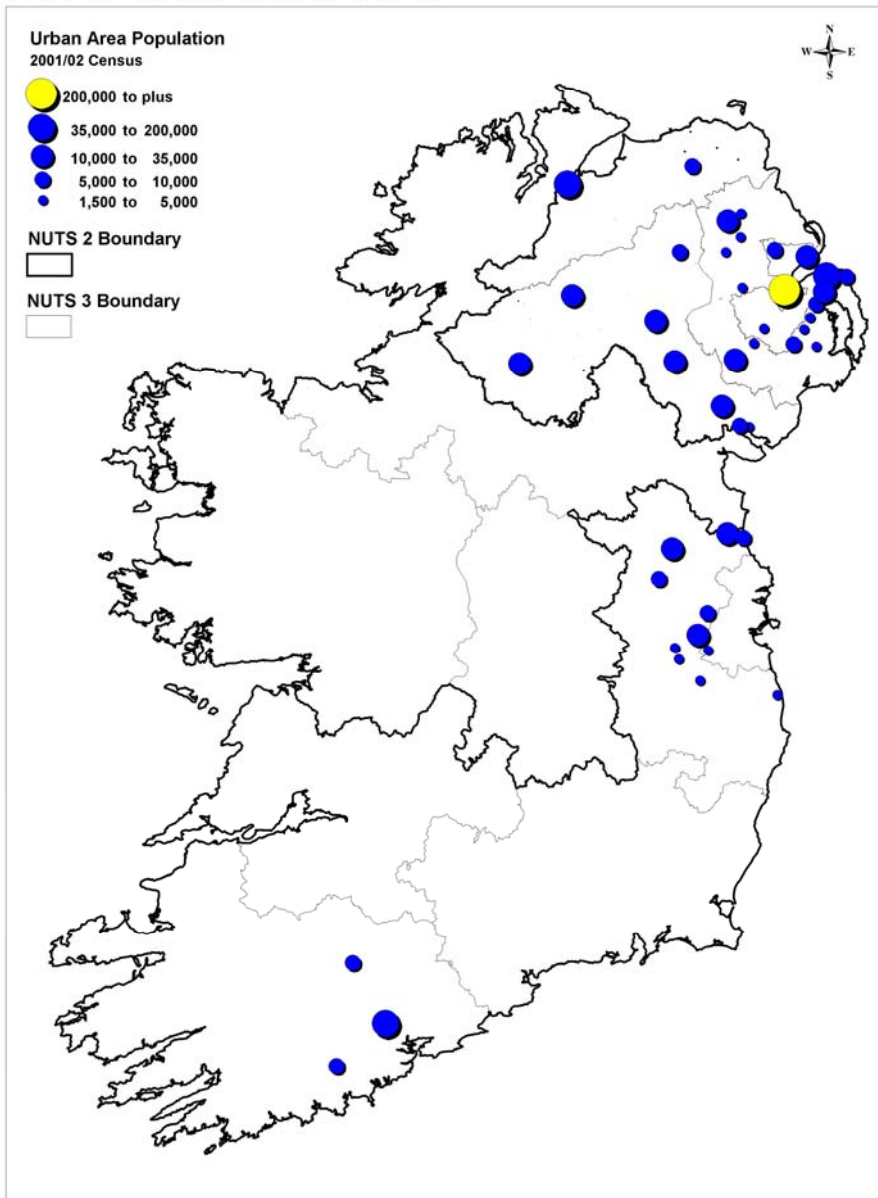 Urban Area Population
2001/02 Census
200,000 to plus
35,000 to 200,000
10,000 to 35,000
5,000 to 10,000
1,500 to 5,000
NUTS 2 Boundary
NUTS 3 Boundary
N
W E
S